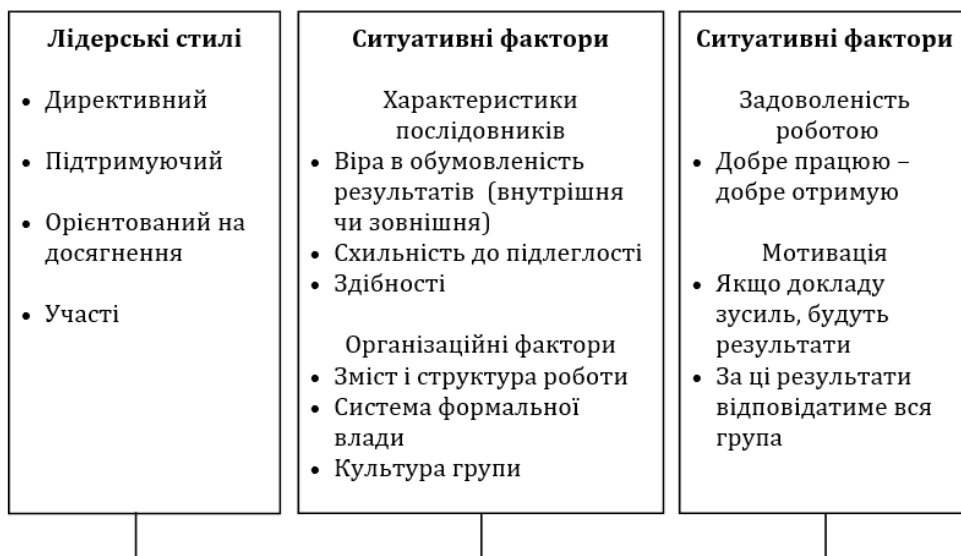 Лідерські стилі
• Директивний
• Підтримуючий
• Орієнтований на
досягнення
• Участі
Ситуативні фактори
Характеристики
послідовників
• Віра в обумовленість
результатів (внутрішня
чи зовнішня)
• Схильність до підлеглості
• Здібності
Організаційні фактори
• Зміст і структура роботи
• Система формальної
влади
• Культура групи
Ситуативні фактори
Задоволеність
роботою
• Добре працюю –
добре отримую
Мотивація
• Якщо докладу
зусиль, будуть
результати
• За ці результати
відповідатиме вся
група